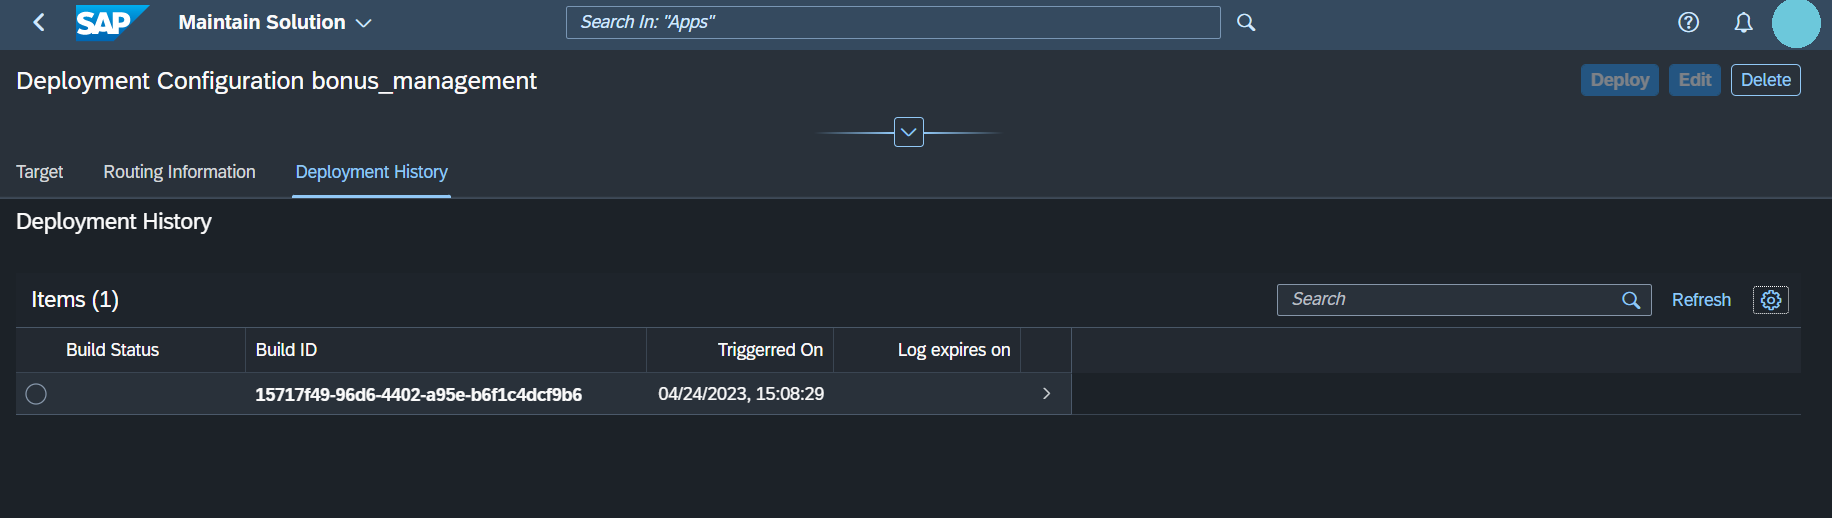 SAP Maintain Solution Search In: "Apps"
Deployment Configuration bonus_management Deploy Edit Delete
Target Routing Information Deployment History
Deployment History
Items (1) Search Refresh
Build Status Build ID Triggerred On Log expires on
15717f49-96d6-4402-a95e-b6f1c4dcf9b6 04/24/2023, 15:08:29